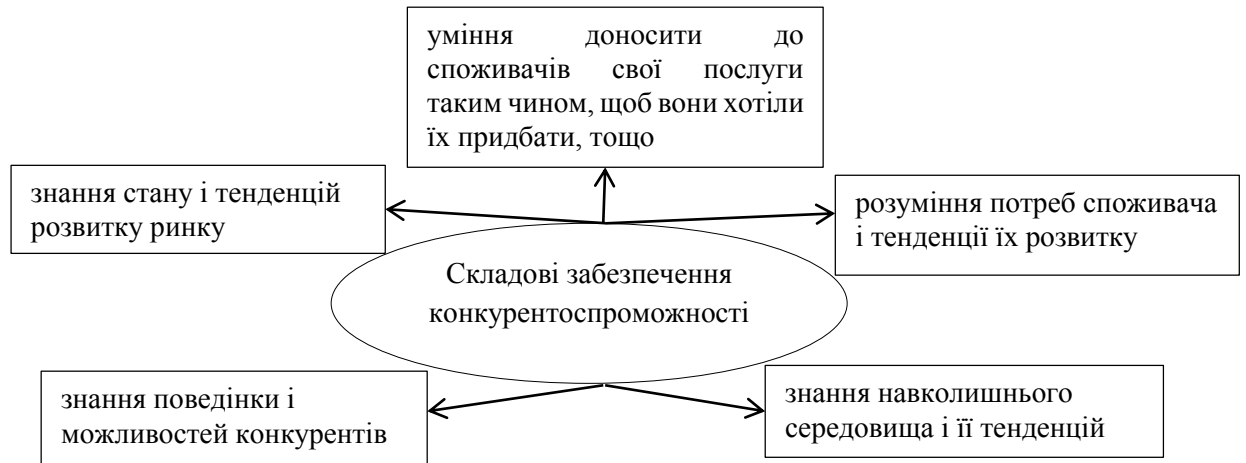 уміння доносити до
споживачів свої послуги
таким чином, щоб вони хотіли
їх придбати, тощо
знання стану і тенденцій
розвитку ринку
розуміння потреб споживача
і тенденції їх розвитку
Складові забезпечення
конкурентоспроможності
знання поведінки і
можливостей конкурентів
знання навколишнього
середовища і її тенденцій